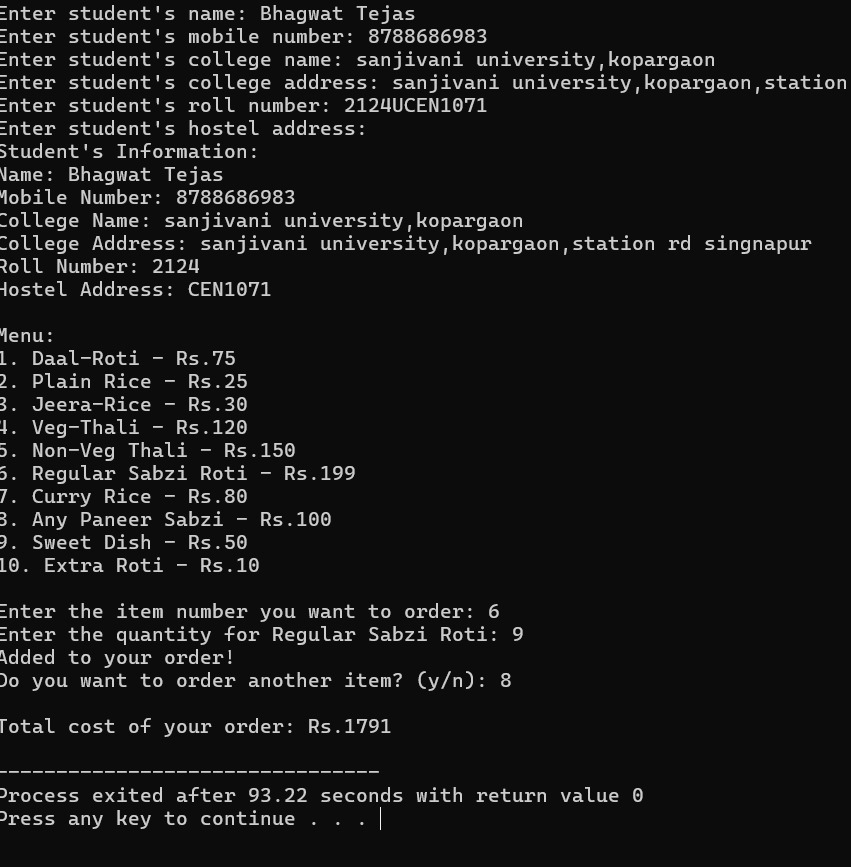 Enter student's name: Bhagwat Tejas
Enter student's mobile number: 8788686983
Enter student's college name: sanjivani university,kopargaon
Enter student's college address: sanjivani university,kopargaon,station
Enter student's roll number: 2124UCEN1071
Enter student's hostel address:
Student's Information:
Name: Bhagwat Tejas
Mobile Number: 8788686983
College Name: sanjivani university,kopargaon
College Address: sanjivani university,kopargaon,station rd singnapur
Roll Number: 2124
Hostel Address: CEN1071

Menu:
1. Daal-Roti - Rs.75
2. Plain Rice - Rs.25
3. Jeera-Rice - Rs.30
4. Veg-Thali - Rs.120
5. Non-Veg Thali - Rs.150
6. Regular Sabzi Roti - Rs.199
7. Curry Rice - Rs.80
8. Any Paneer Sabzi - Rs.100
9. Sweet Dish - Rs.50
10. Extra Roti - Rs.10

Enter the item number you want to order: 6
Enter the quantity for Regular Sabzi Roti: 9
Added to your order!
Do you want to order another item? (y/n): 8

Total cost of your order: Rs.1791

--------------------------------
Process exited after 93.22 seconds with return value 0
Press any key to continue . . .